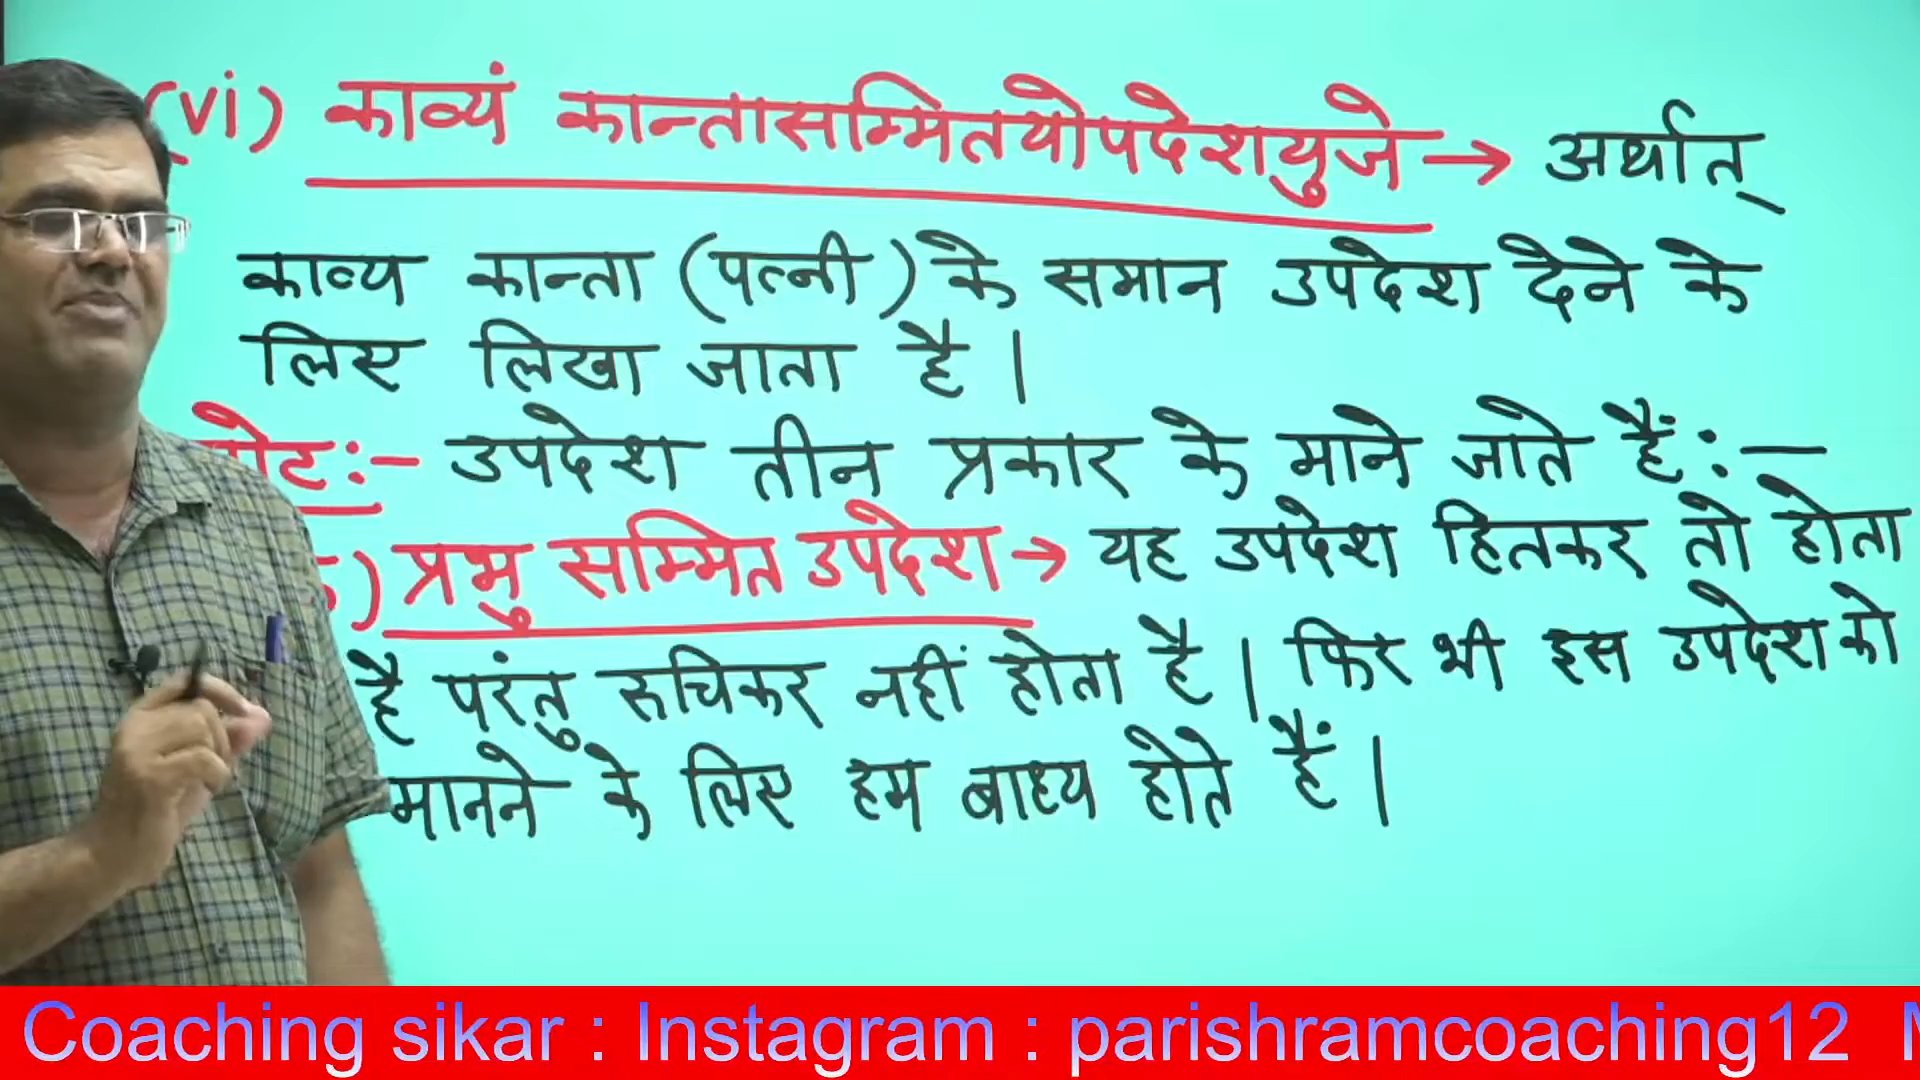 (vi) काव्यं कान्तासम्मितयोपदेशयुजे → अर्थात्
काव्य कान्ता (पत्नी) के समान उपदेश देने के
लिए लिखा जाता है |
उपदेश तीन प्रकार के माने जाते हैं :-
प्रभु सम्मित उपदेश → यह उपदेश हितकर तो होता
है परंतु रुचिकर नहीं होता है | फिर भी इस उपदेश को
मानने के लिए हम बाध्य होते हैं |
Coaching sikar : Instagram : parishramcoaching12